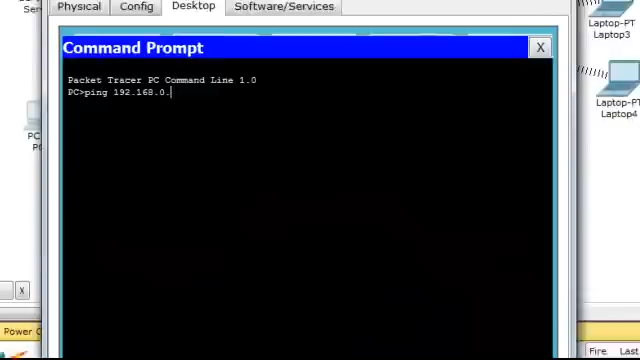 Physical Config Desktop Software/Services
Laptop-PT
Laptop3
Command Prompt X
Packet Tracer PC Command Line 1.0
PC>ping 192.168.0.
Laptop-PT
Laptop4
X
Fire Last